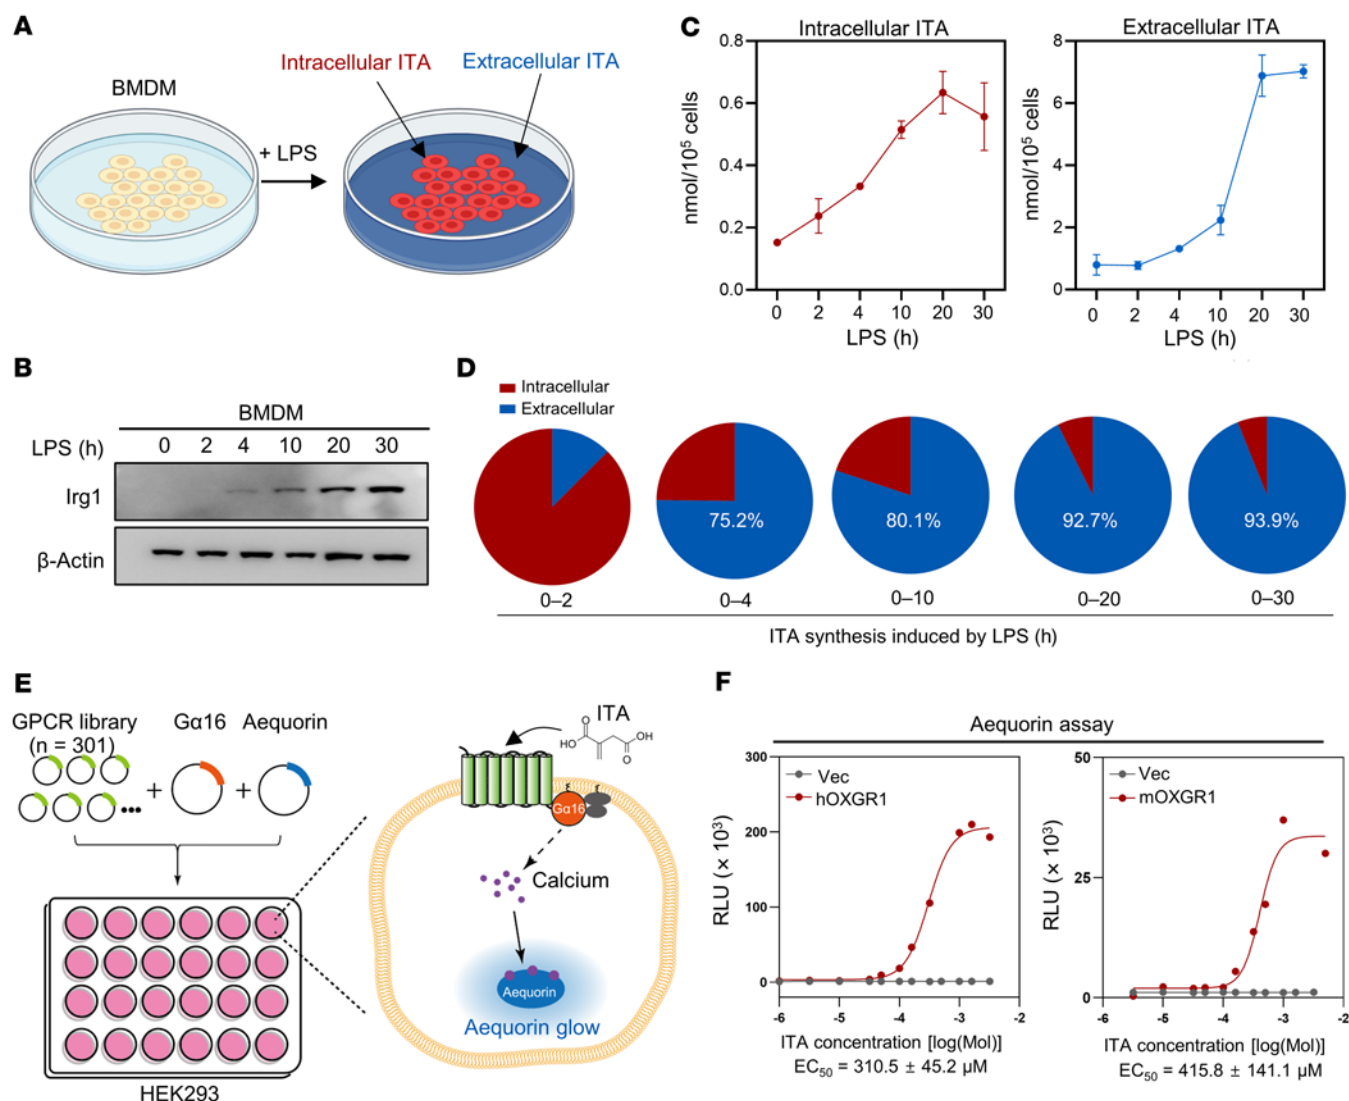 A
BMDM
+ LPS
Intracellular ITA
Extracellular ITA
B
BMDM
LPS (h) 0 2 4 10 20 30
Irg1
β-Actin
C
Intracellular ITA
nmol/10⁵ cells
0.8
0.6
0.4
0.2
0.0
0 2 4 10 20 30
LPS (h)
Extracellular ITA
nmol/10⁵ cells
8
6
4
2
0
0 2 4 10 20 30
LPS (h)
D
Intracellular
Extracellular
75.2%
80.1%
92.7%
93.9%
0–2 0–4 0–10 0–20 0–30
ITA synthesis induced by LPS (h)
E
GPCR library
(n = 301)
+
Gα16
+
Aequorin
HEK293
ITA
HO
O
O
OH
Gα16
Calcium
Aequorin
Aequorin glow
F
Aequorin assay
RLU (× 10³)
300
200
100
0
Vec
hOXGR1
-6 -5 -4 -3 -2
ITA concentration [log(Mol)]
EC₅₀ = 310.5 ± 45.2 µM
RLU (× 10³)
50
25
0
Vec
mOXGR1
-6 -5 -4 -3 -2
ITA concentration [log(Mol)]
EC₅₀ = 415.8 ± 141.1 µM